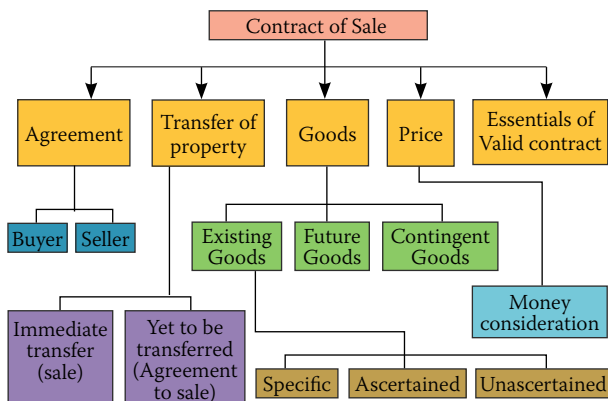 Contract of Sale
Agreement
Transfer of
property
Goods
Price
Essentials of
Valid contract
Buyer
Seller
Existing
Goods
Future
Goods
Contingent
Goods
Immediate
transfer
(sale)
Yet to be
transferred
(Agreement
to sale)
Money
consideration
Specific
Ascertained
Unascertained